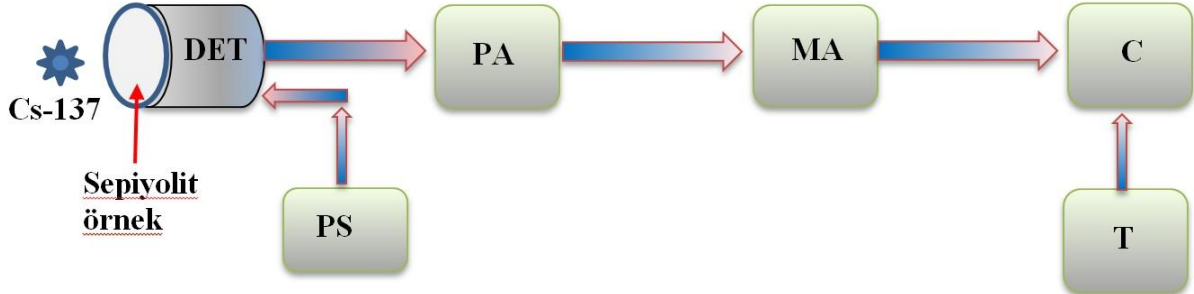 DET
PA
MA
C
Cs-137
Sepiyolit
örnek
PS
T